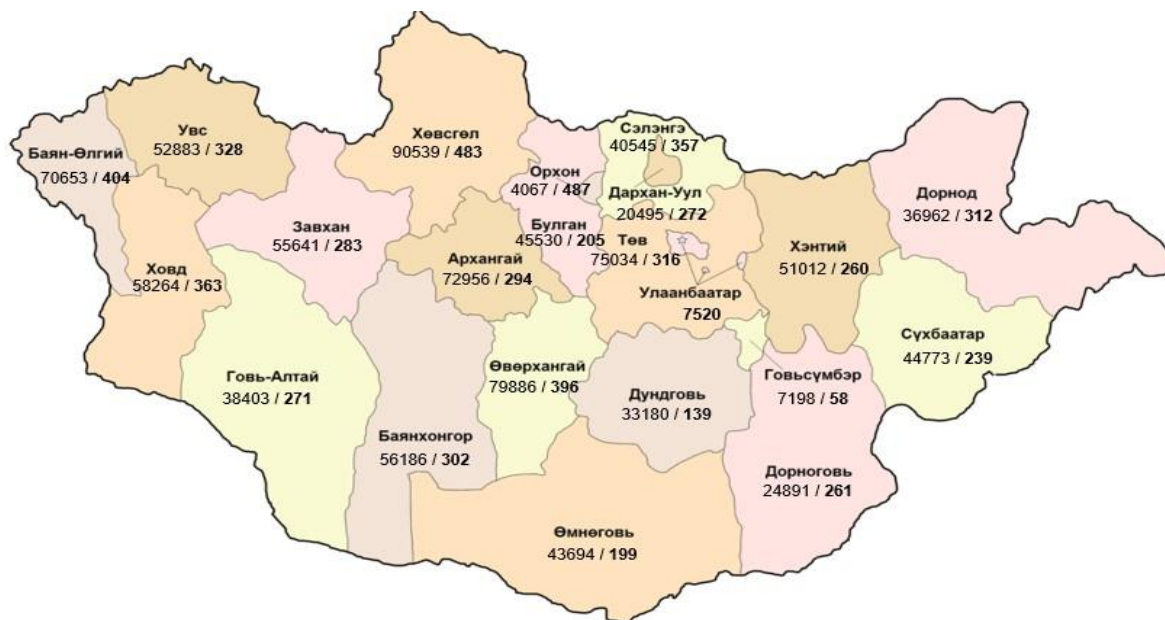 Увс
52883 / 328
Баян-Өлгий
70653 / 404
Ховд
58264 / 363
Завхан
55641 / 283
Хөвсгөл
90539 / 483
Орхон
4067 / 487
Булган
45530 / 205
Сэлэнгэ
40545 / 357
Дархан-Уул
20495 / 272
Төв
75034 / 316
Улаанбаатар
7520
Архангай
72956 / 294
Хэнтий
51012 / 260
Дорнод
36962 / 312
Сүхбаатар
44773 / 239
Говь-Алтай
38403 / 271
Баянхонгор
56186 / 302
Өвөрхангай
79886 / 396
Дундговь
33180 / 139
Говьсүмбэр
7198 / 58
Дорноговь
24891 / 261
Өмнөговь
43694 / 199